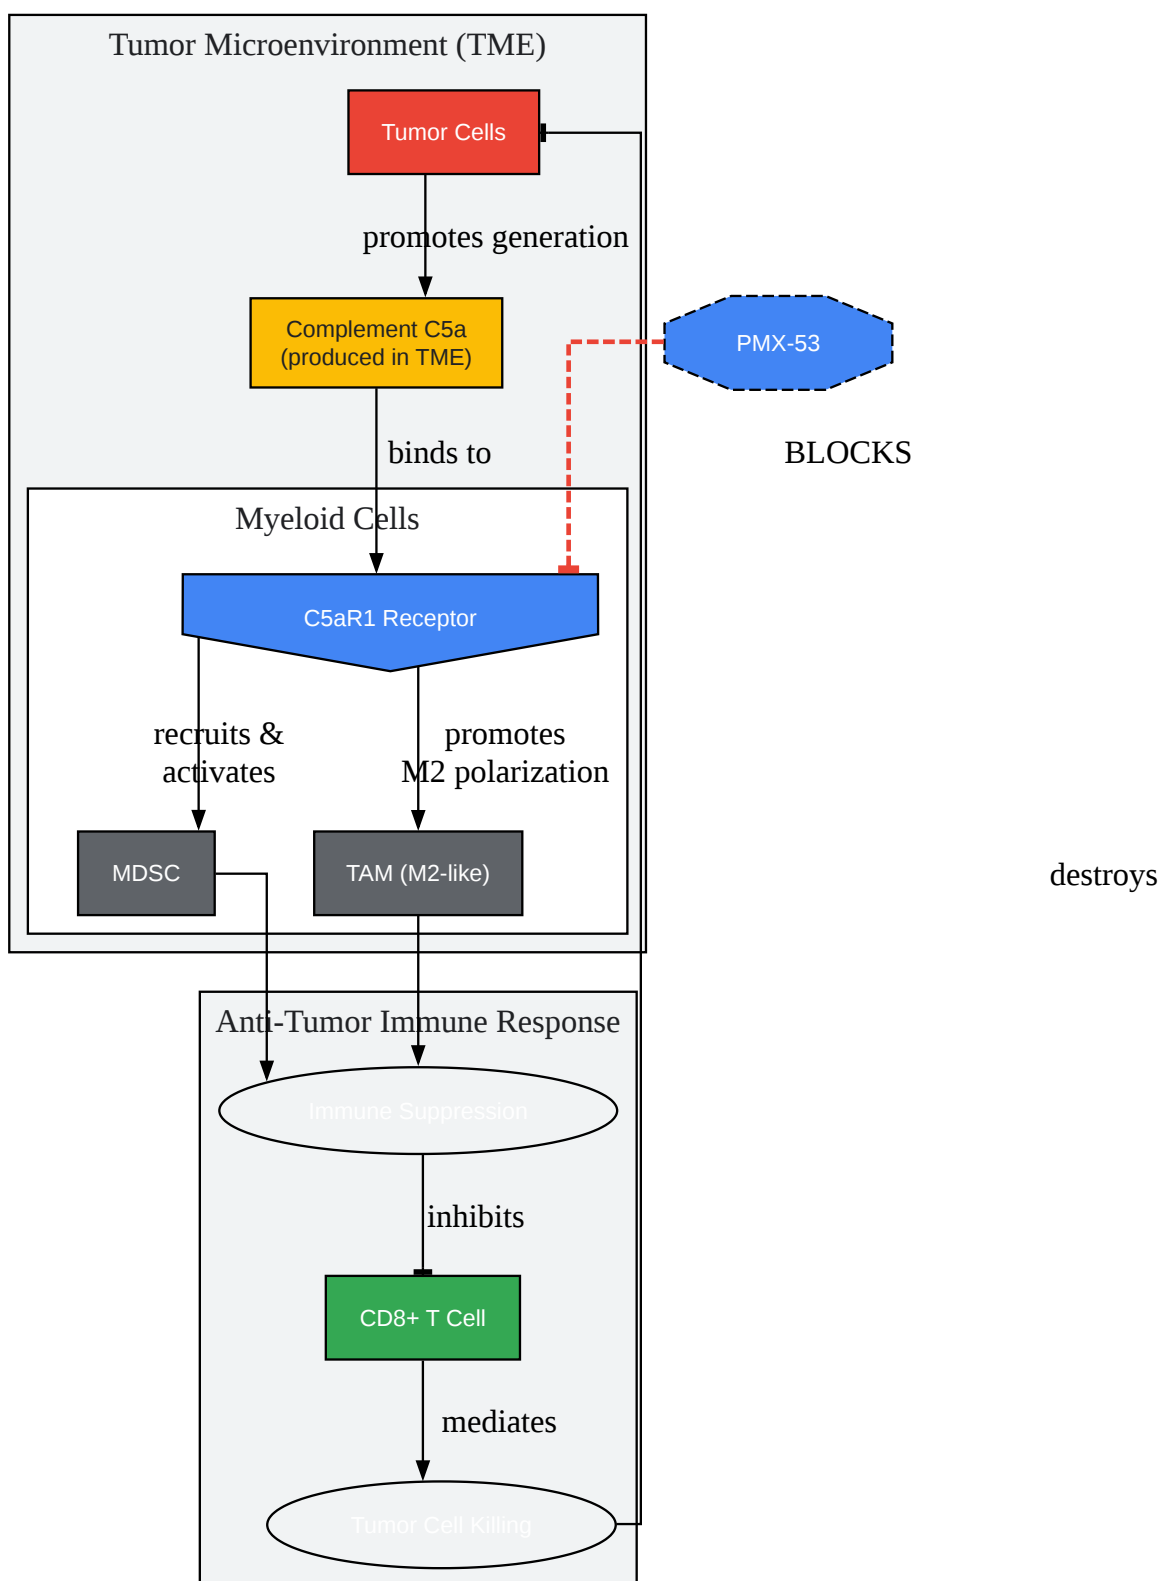 Tumor Microenvironment (TME)
Tumor Cells
promotes generation
Complement C5a
(produced in TME)
PMX-53
binds to
BLOCKS
Myeloid Cells
C5aR1 Receptor
recruits &
activates
promotes
M2 polarization
MDSC
TAM (M2-like)
destroys
Anti-Tumor Immune Response
Immune Suppression
inhibits
CD8+ T Cell
mediates
Tumor Cell Killing